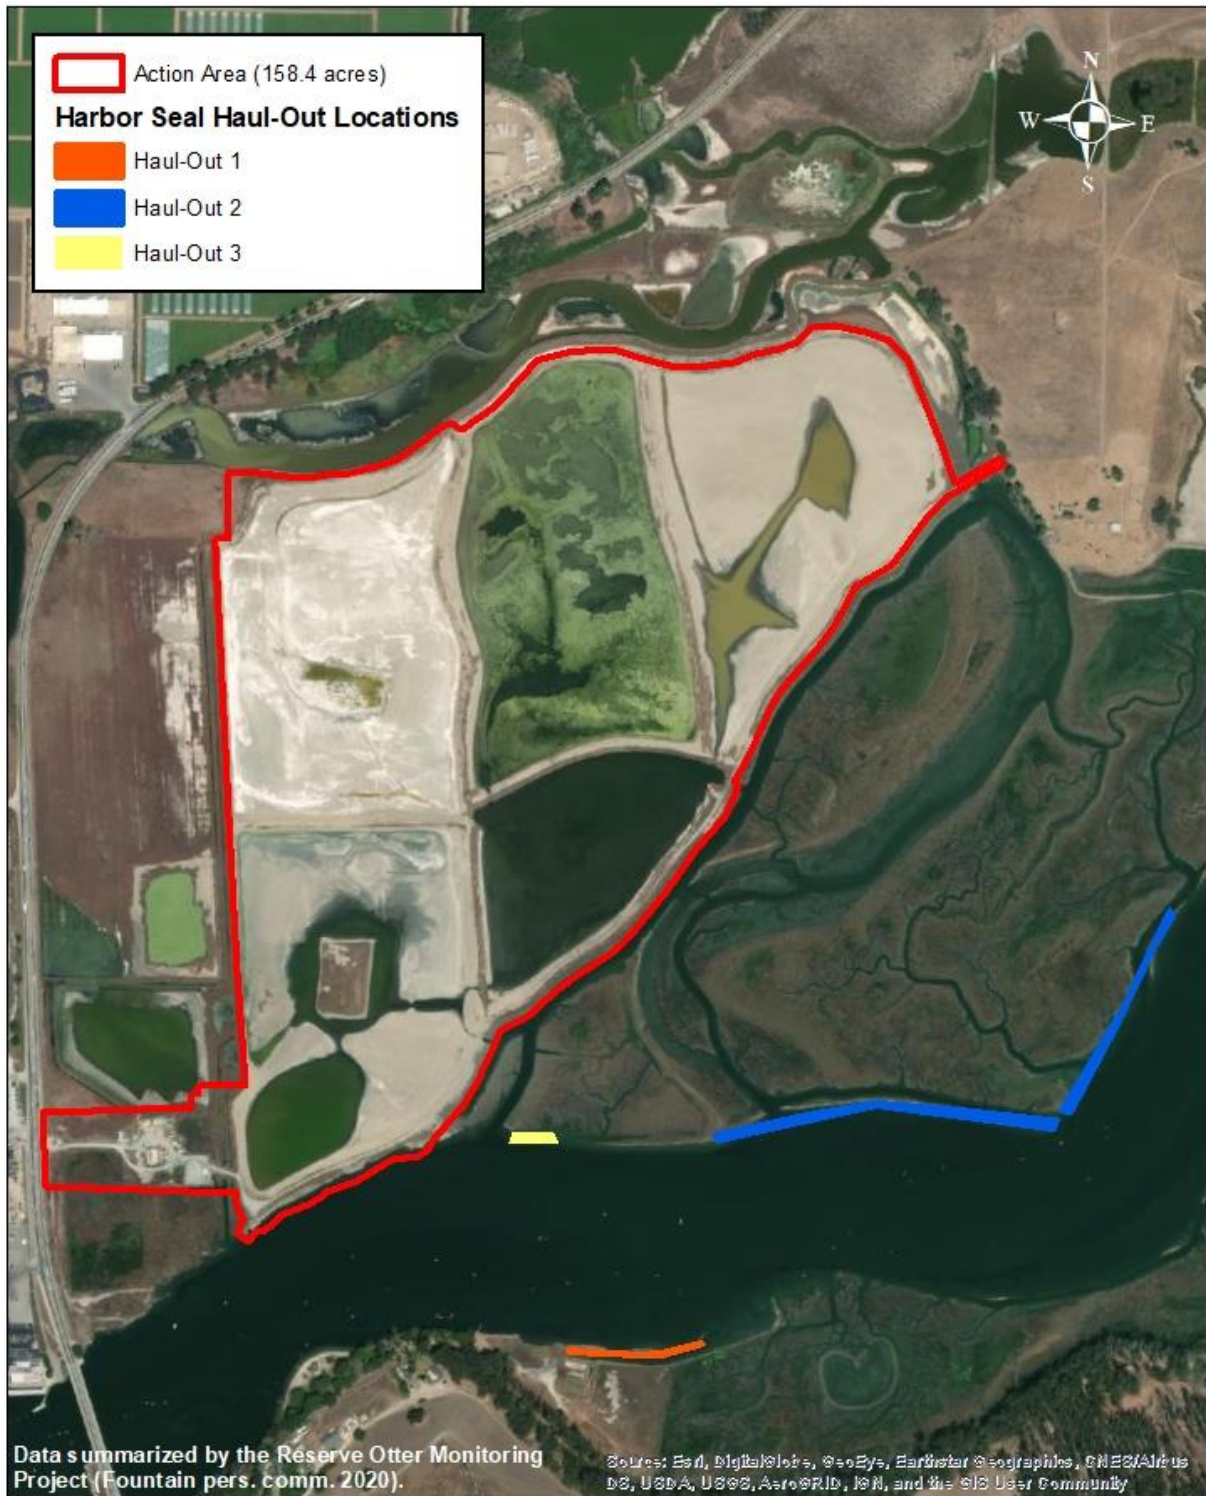 Action Area (158.4 acres)
Harbor Seal Haul-Out Locations
Haul-Out 1
Haul-Out 2
Haul-Out 3
N
W E
S
Data summarized by the Reserve Otter Monitoring
Project (Fountain pers. comm. 2020).
Source: Esri, DigitalGlobe, GeoEye, Earthstar Geographics, CNES/Airbus
DS, USDA, USGS, AeroGRID, IGN, and the GIS User Community